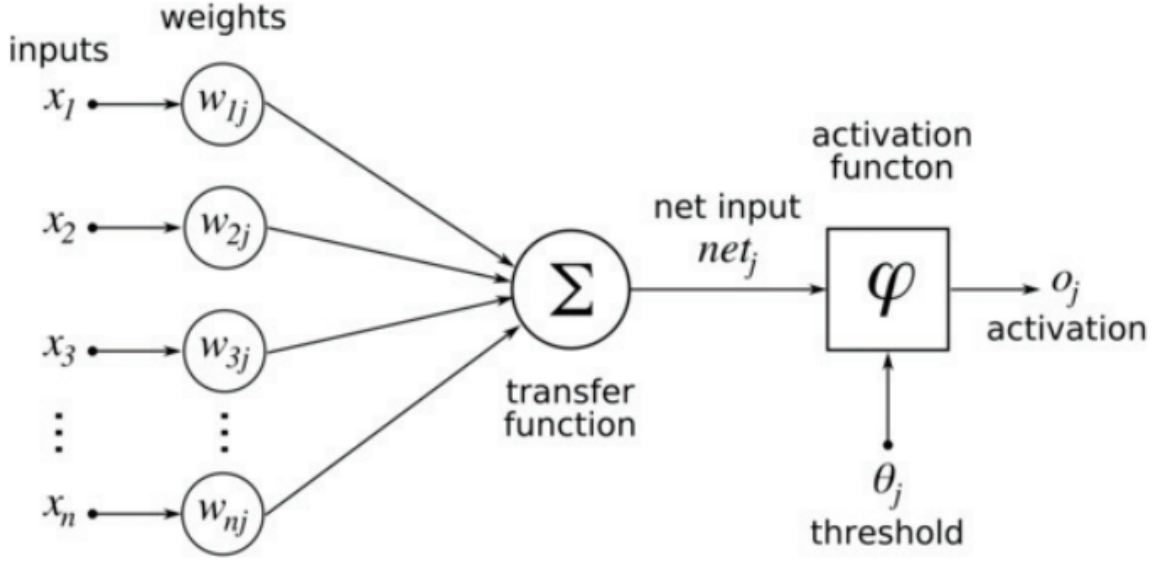 weights
inputs
x1
w1j
x2
w2j
x3
w3j
xn
wnj
Σ
transfer
function
net input
netj
activation
functon
φ
oj
activation
θj
threshold